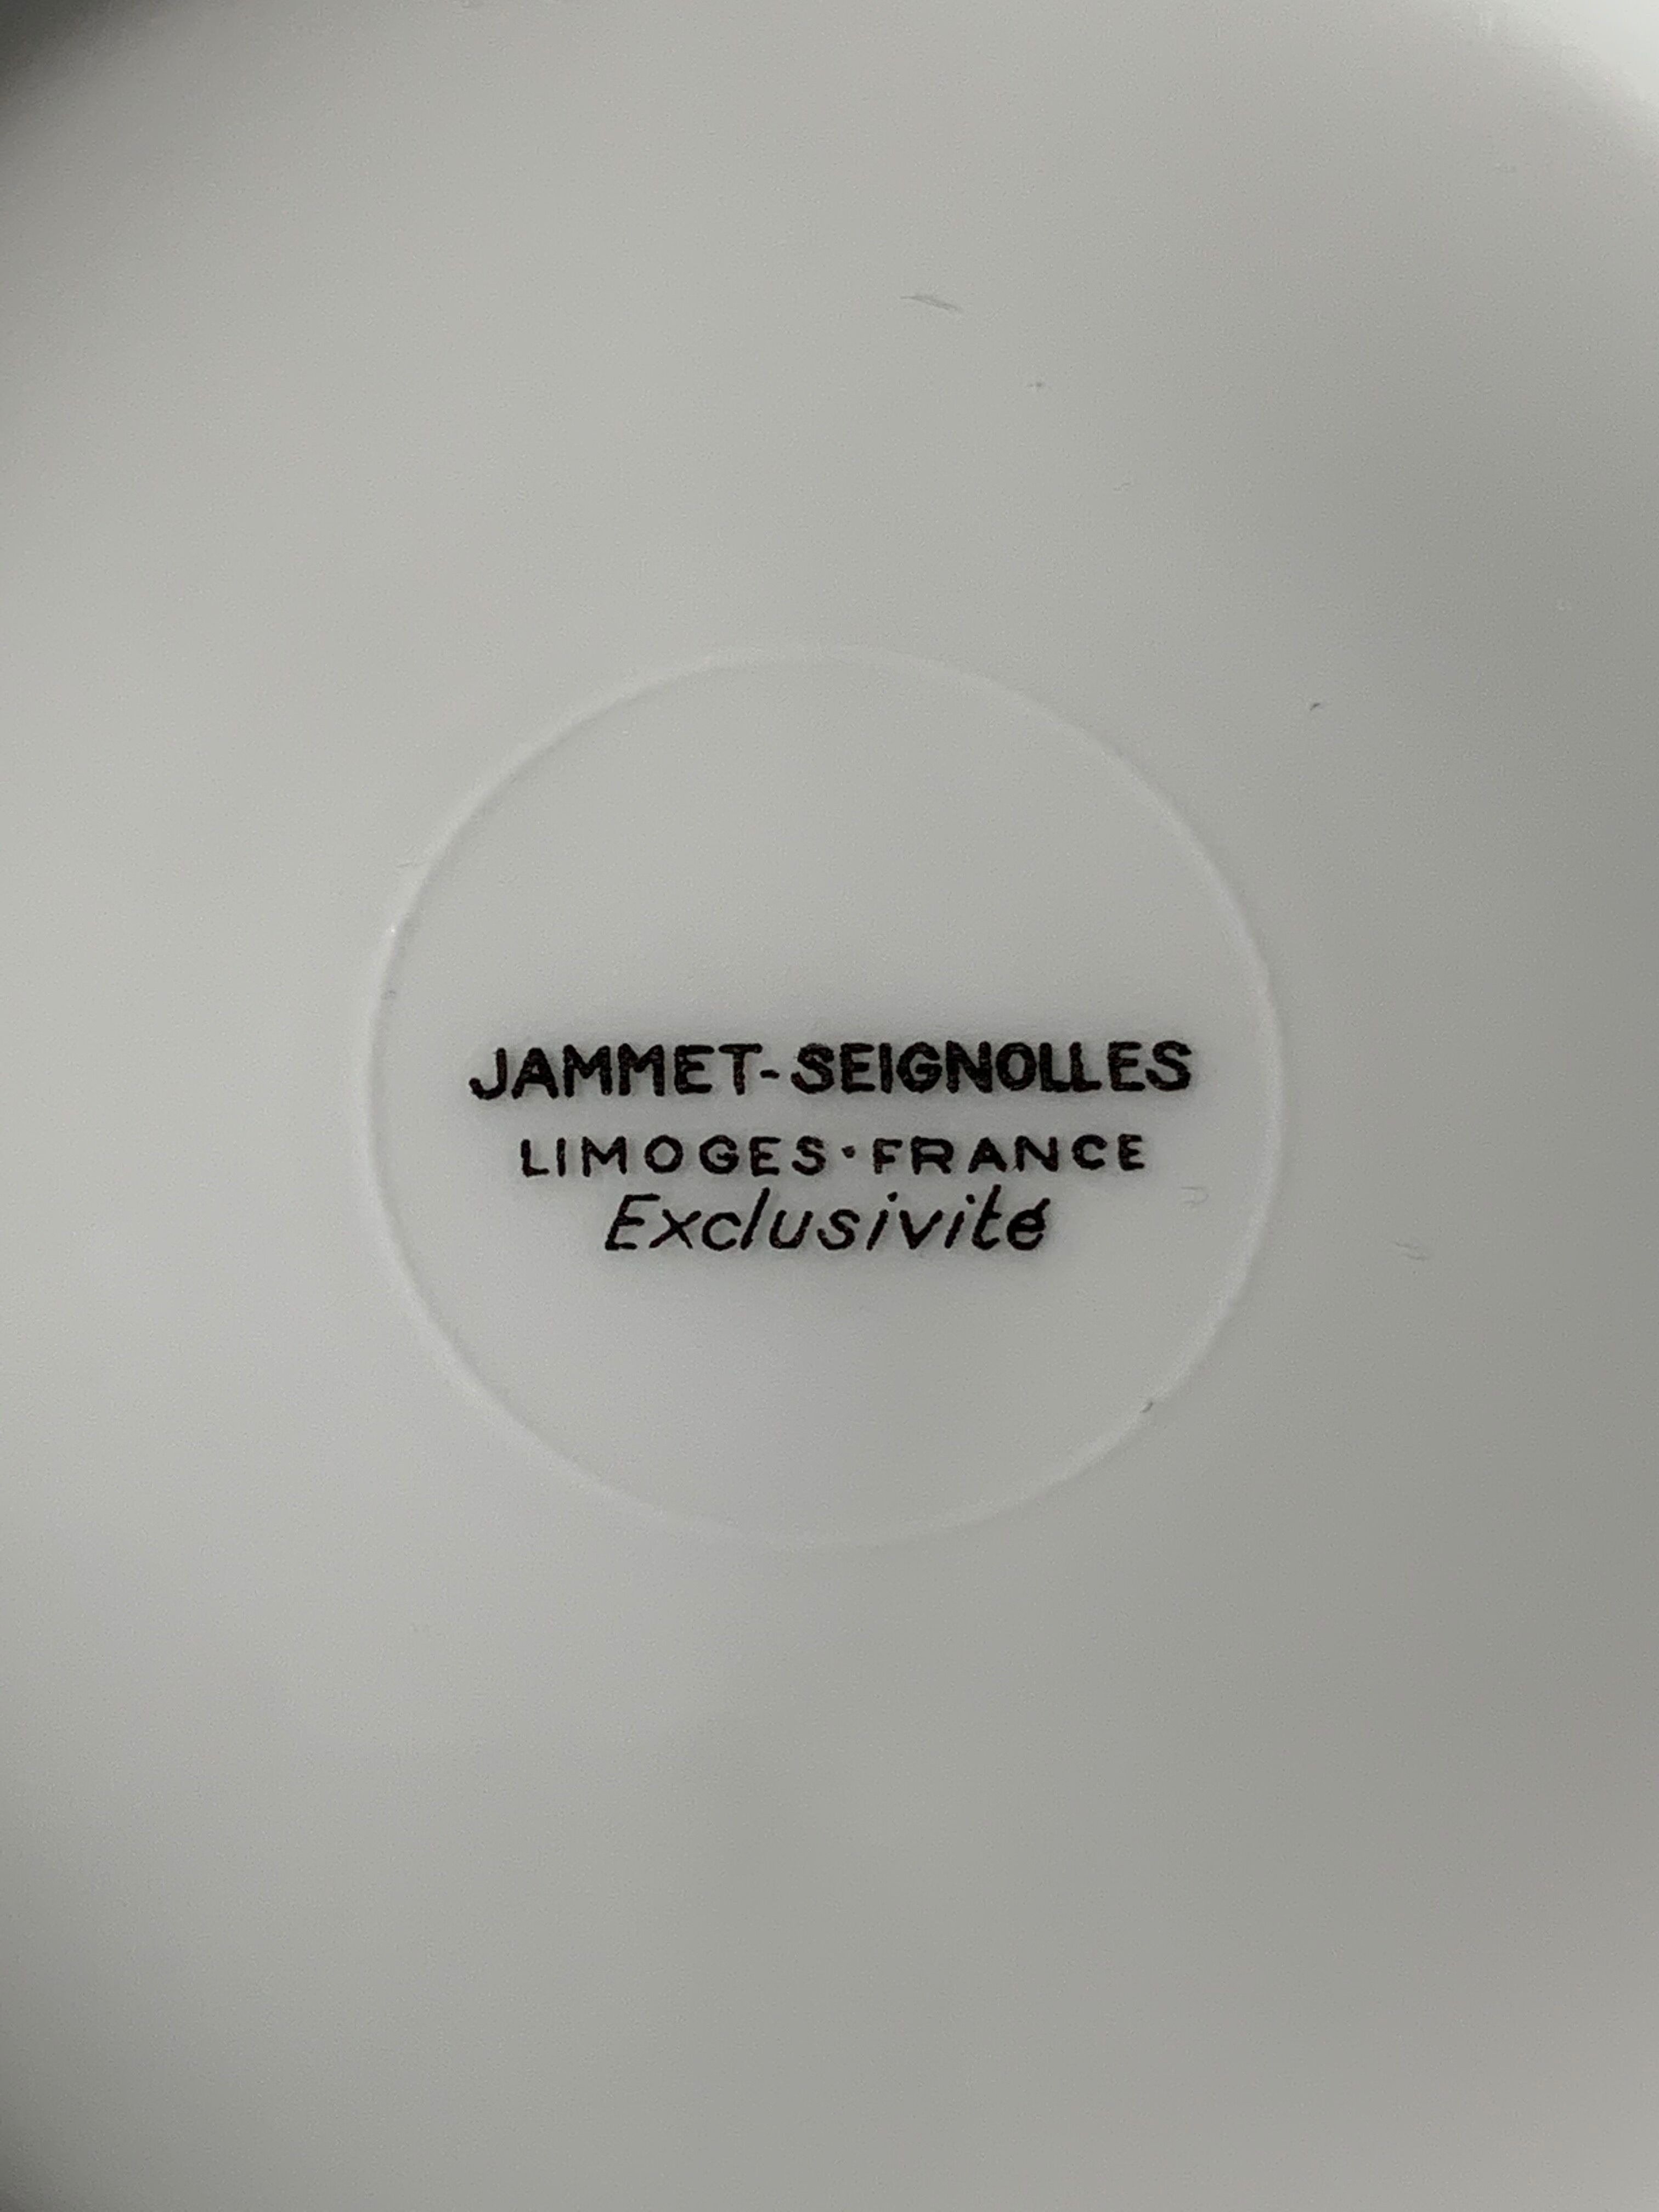 JAMMET-SEIGNOLLES
LIMOGES·FRANCE
Exclusivité